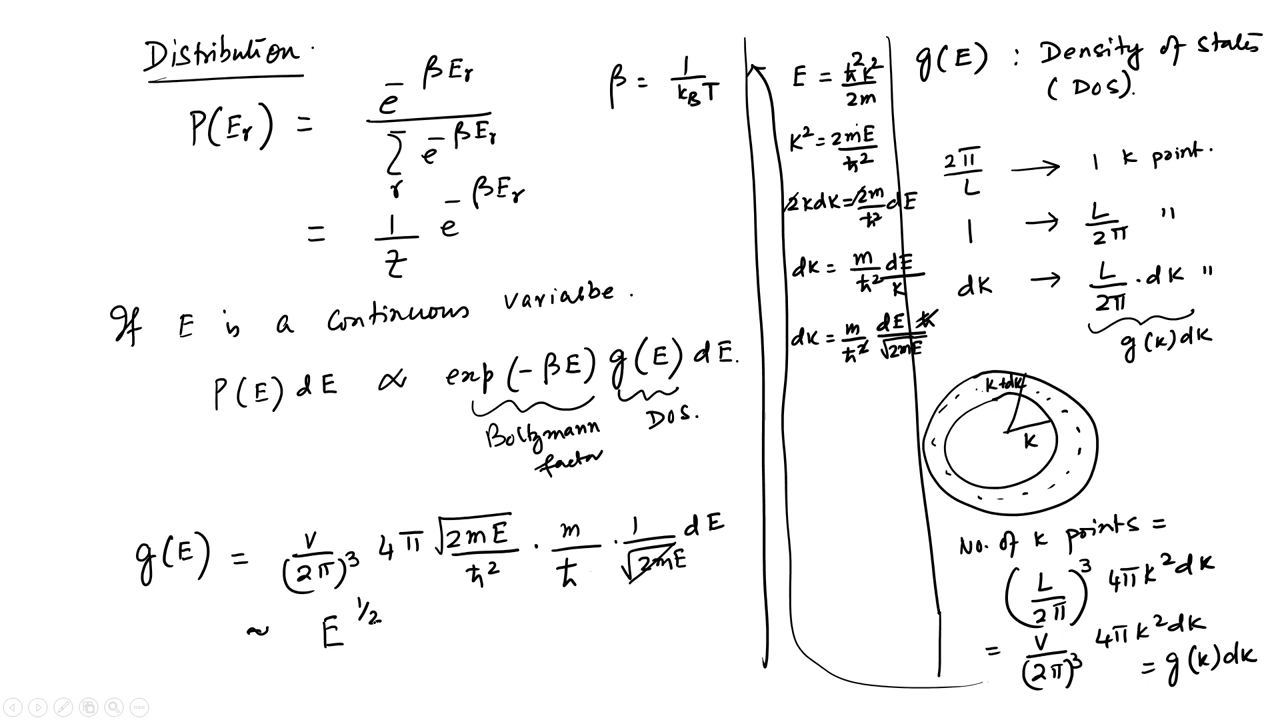 Distribution.
P(Er) = e^-βEr / Σr e^-βEr
β = 1/kBT
= 1/Z e^-βEr
If E is a continuous varialbe.
P(E) dE ∝ exp(-βE) g(E) dE.
Boltzmann factor
DOS.
g(E) = V/(2π)^3 4π √2mE/ħ^2 · m/ħ · 1/√2mE dE
~ E^1/2
E = ħ^2k^2/2m
K^2 = 2mE/ħ^2
2kdk = 2m/ħ^2 dE
dk = m/ħ^2 dE/k
dk = m/ħ^2 dE ħ/√2mE
g(E) : Density of States
(DOS).
2π/L → 1 k point.
1 → L/2π "
dk → L/2π · dk "
g(k)dk
k+dk
k
No. of k points =
(L/2π)^3 4πk^2dk
= V/(2π)^3 4πk^2dk
= g(k)dk